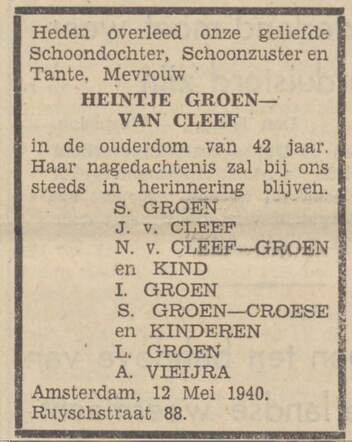 Heden overleed onze geliefde
Schoondochter, Schoonzuster en
Tante, Mevrouw
HEINTJE GROEN—
VAN CLEEF
in de ouderdom van 42 jaar.
Haar nagedachtenis zal bij ons
steeds in herinnering blijven.
S. GROEN
J. v. CLEEF
N. v. CLEEF—GROEN
en KIND
I. GROEN
S. GROEN—CROESE
en KINDEREN
L. GROEN
A. VIEIJRA
Amsterdam, 12 Mei 1940.
Ruyschstraat 88.